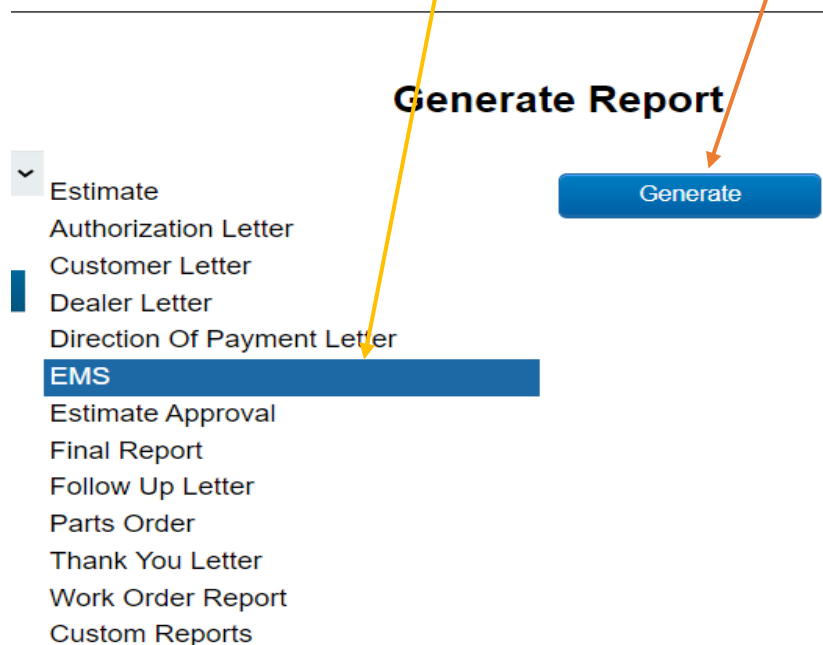 Generate Report
Estimate
Generate
Authorization Letter
Customer Letter
Dealer Letter
Direction Of Payment Letter
EMS
Estimate Approval
Final Report
Follow Up Letter
Parts Order
Thank You Letter
Work Order Report
Custom Reports